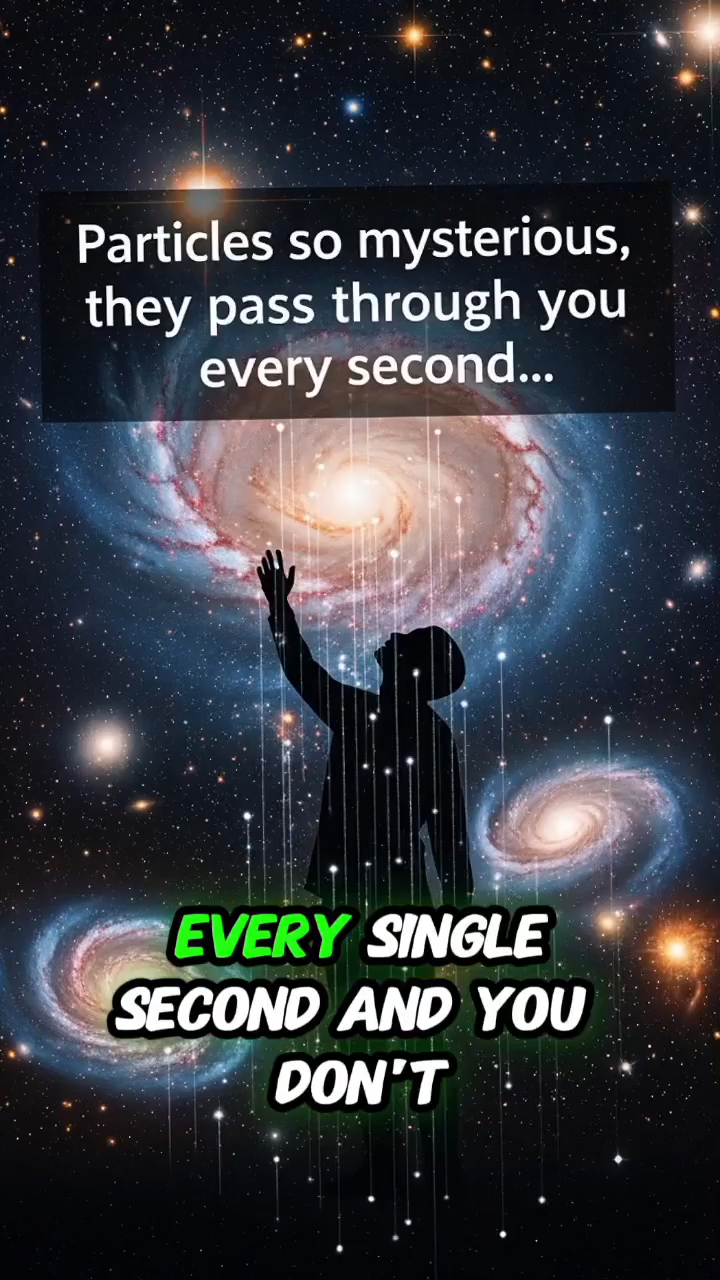 Particles so mysterious,
they pass through you
every second...
EVERY SINGLE
SECOND AND YOU
DON'T